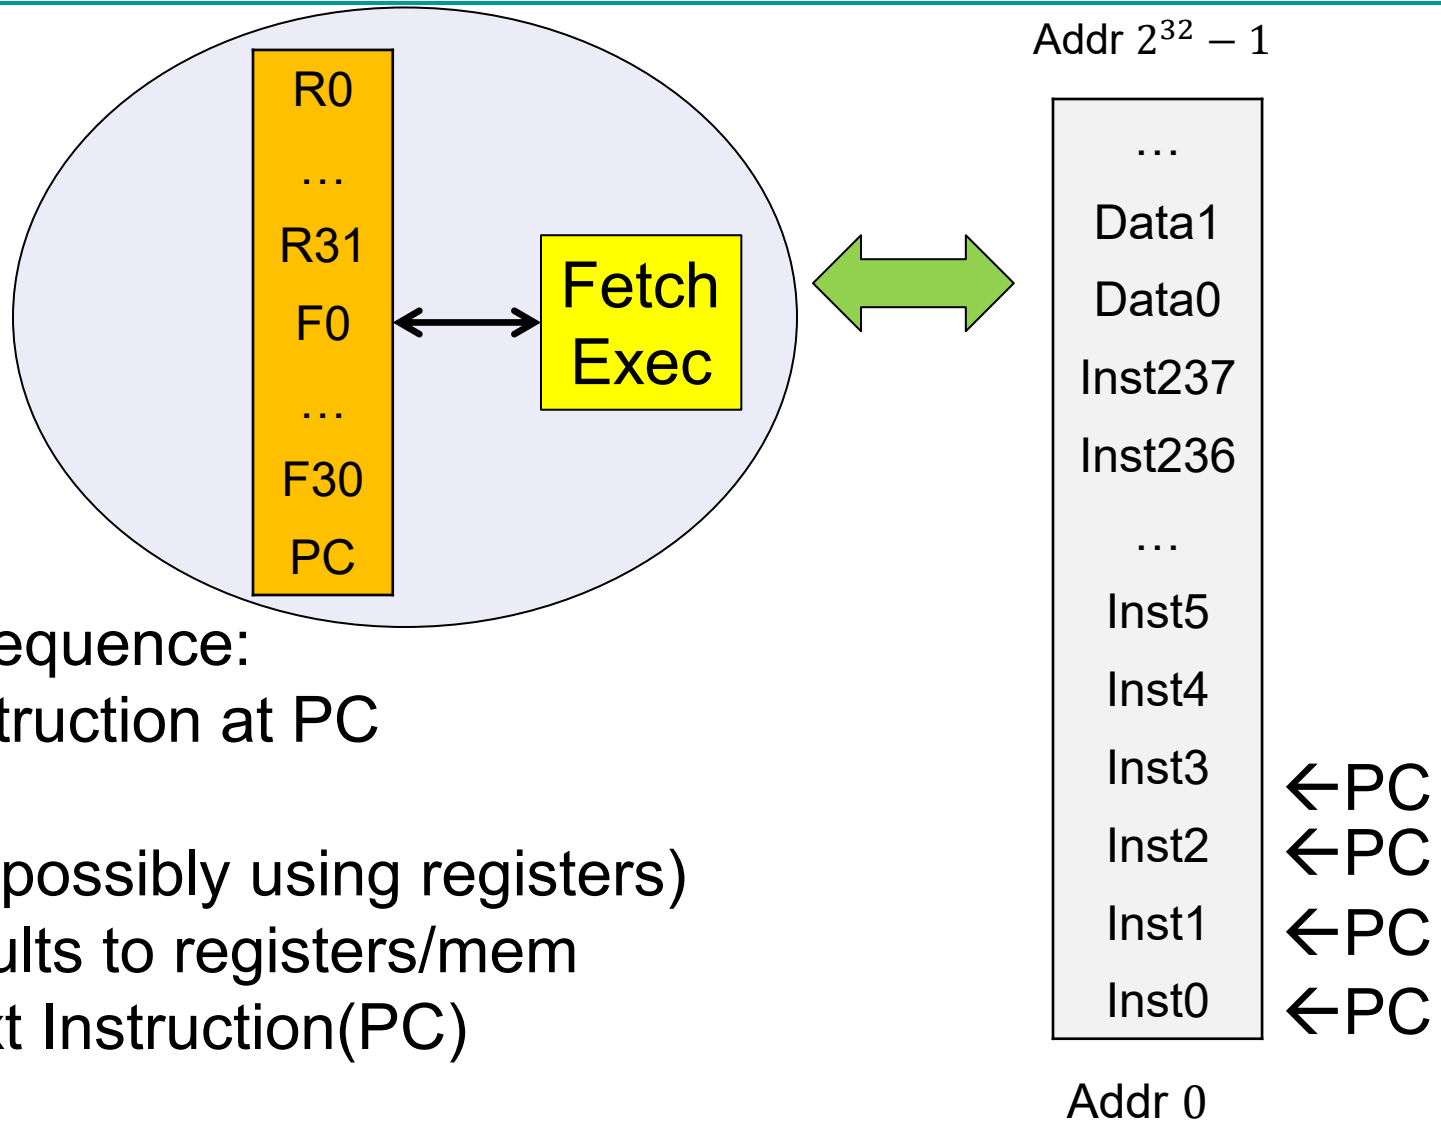 R0
…
R31
F0
…
F30
PC
Fetch
Exec
Addr 2³² − 1
…
Data1
Data0
Inst237
Inst236
…
Inst5
Inst4
Inst3
Inst2
Inst1
Inst0
←PC
←PC
←PC
←PC
Addr 0
equence:
truction at PC
possibly using registers)
ults to registers/mem
t Instruction(PC)